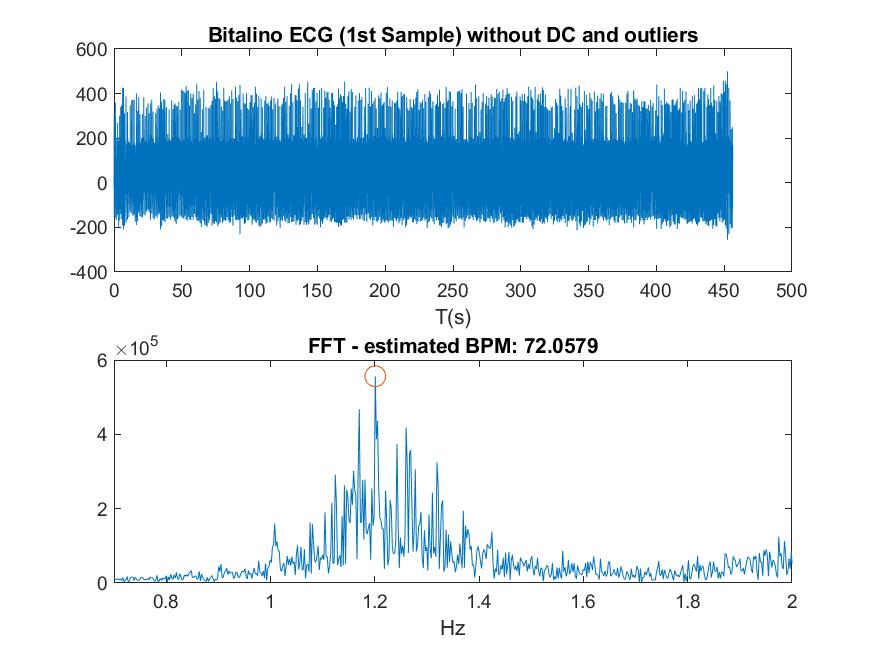 Bitalino ECG (1st Sample) without DC and outliers
600
400
200
0
-200
-400
0 50 100 150 200 250 300 350 400 450 500
T(s)
FFT - estimated BPM: 72.0579
×10⁵
6
4
2
0
0.8 1 1.2 1.4 1.6 1.8 2
Hz